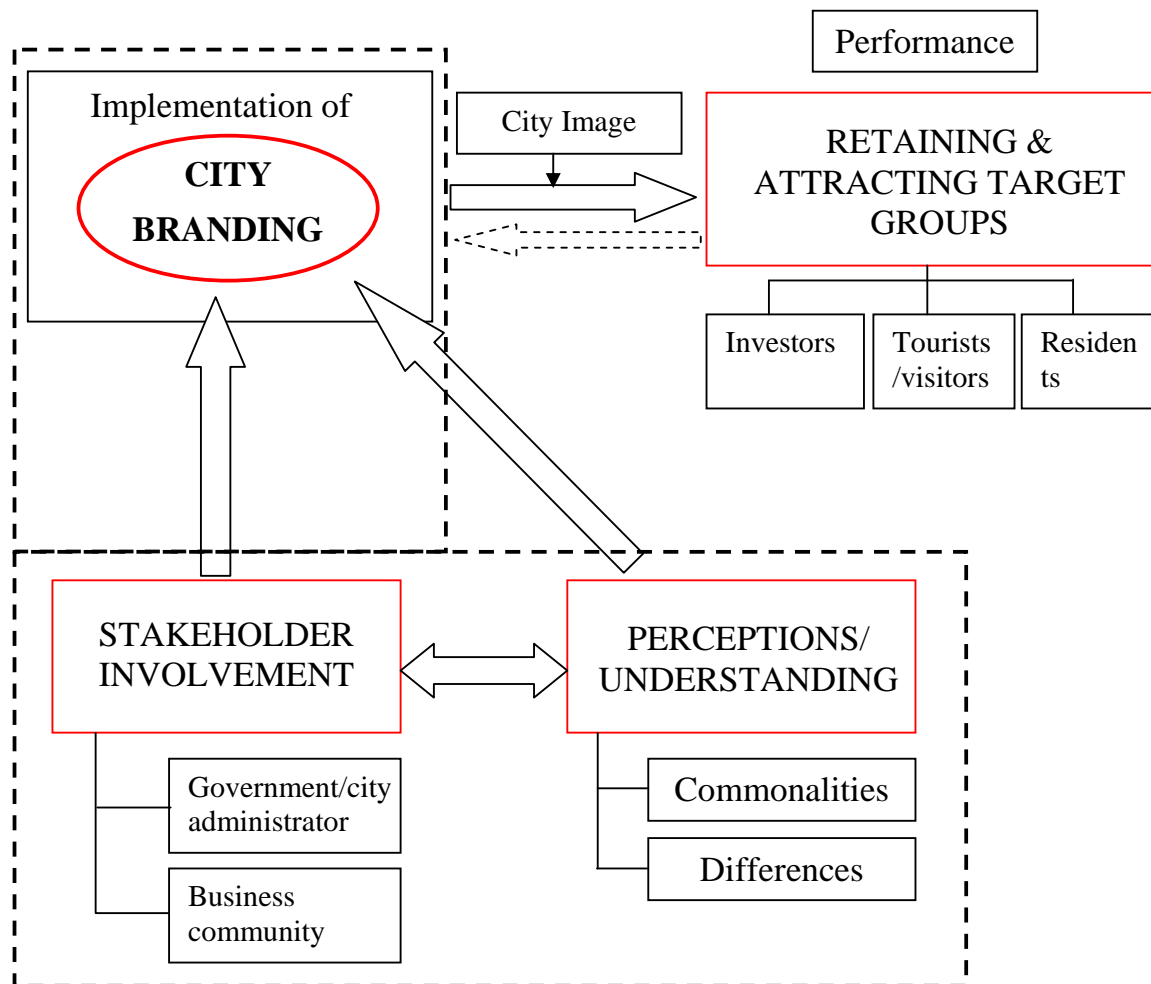 Performance
Implementation of
CITY
BRANDING
City Image
RETAINING &
ATTRACTING TARGET
GROUPS
Investors
Tourists
/visitors
Residen
ts
STAKEHOLDER
INVOLVEMENT
PERCEPTIONS/
UNDERSTANDING
Government/city
administrator
Business
community
Commonalities
Differences